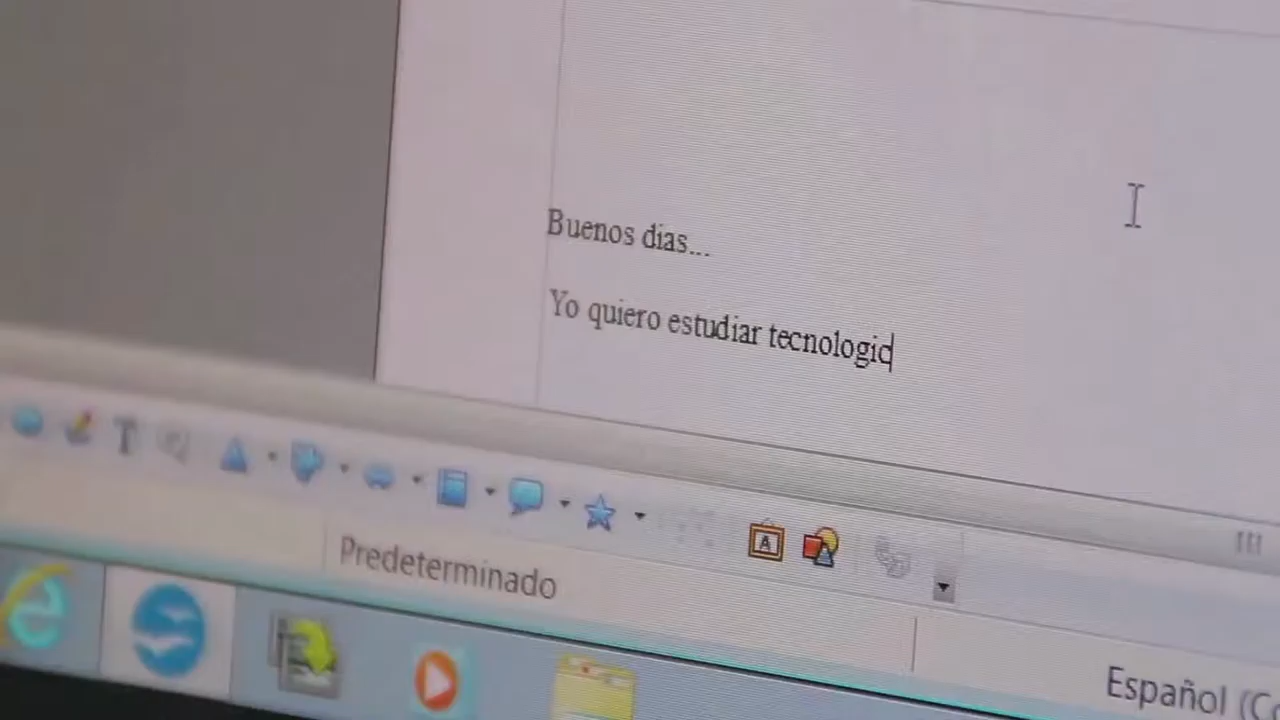 Buenos dias...
Yo quiero estudiar tecnologic
Predeterminado
Español (C